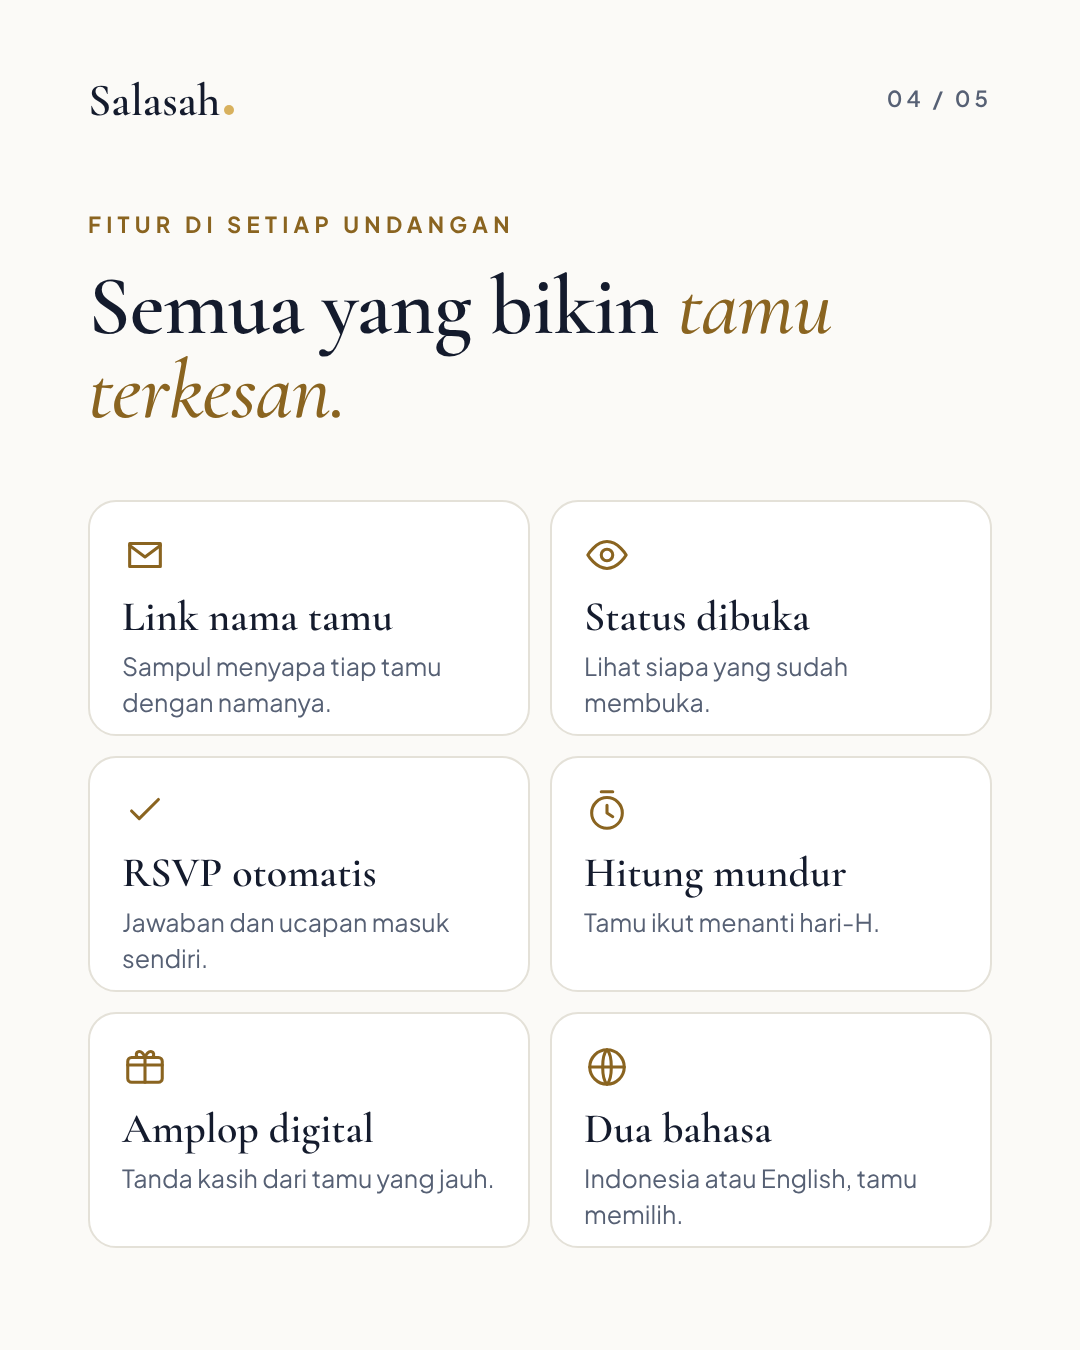 Salasah.
04 / 05
FITUR DI SETIAP UNDANGAN
Semua yang bikin tamu
terkesan.
Link nama tamu
Sampul menyapa tiap tamu
dengan namanya.
Status dibuka
Lihat siapa yang sudah
membuka.
RSVP otomatis
Jawaban dan ucapan masuk
sendiri.
Hitung mundur
Tamu ikut menanti hari-H.
Amplop digital
Tanda kasih dari tamu yang jauh.
Dua bahasa
Indonesia atau English, tamu
memilih.